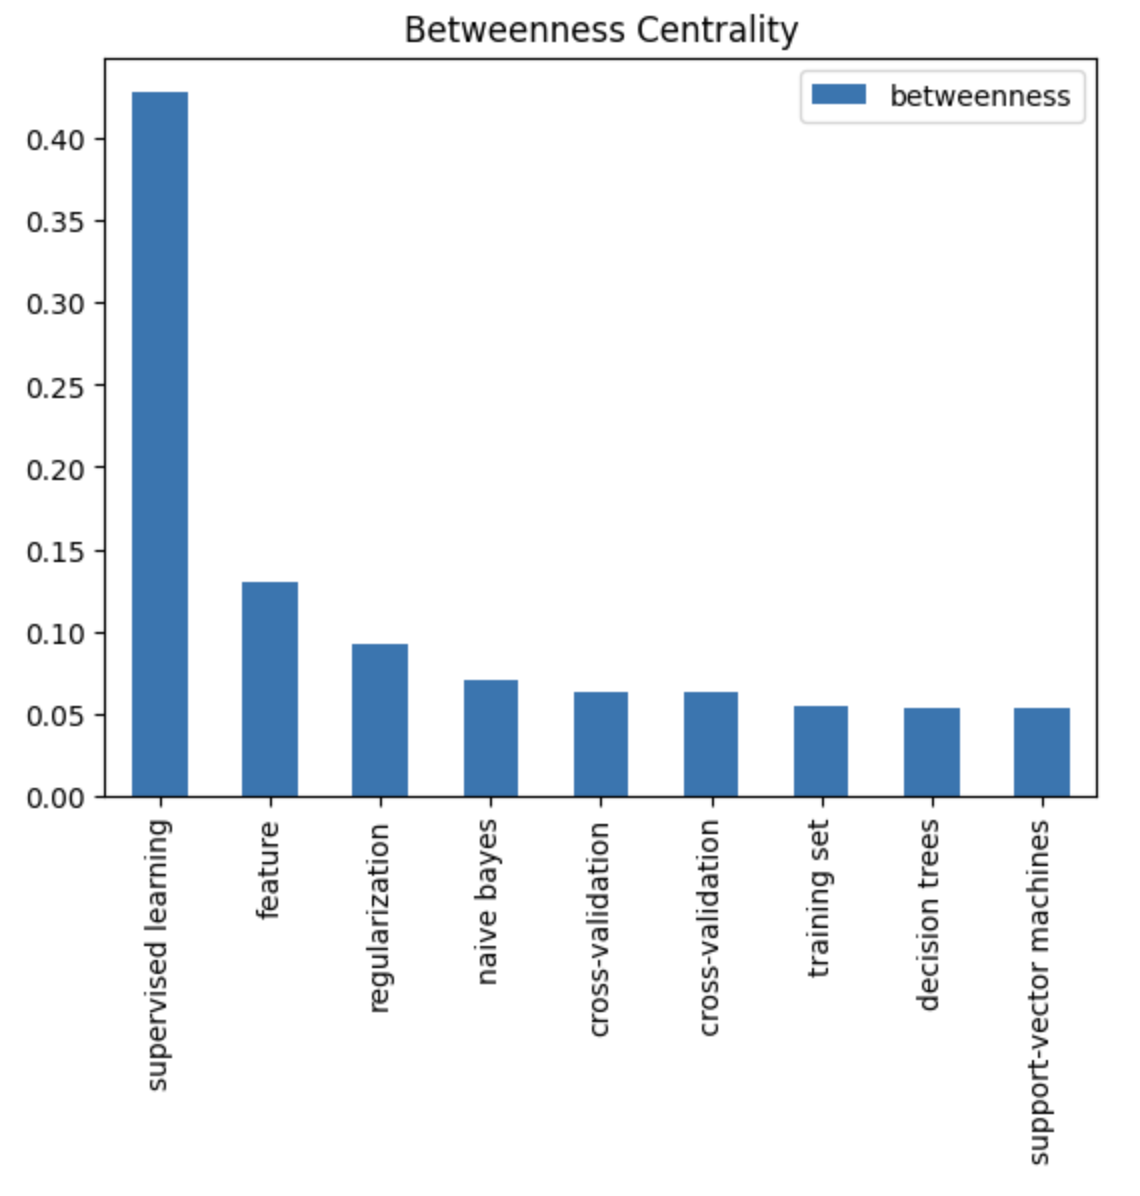 Betweenness Centrality
betweenness
0.40
0.35
0.30
0.25
0.20
0.15
0.10
0.05
0.00
supervised learning
feature
regularization
naive bayes
cross-validation
cross-validation
training set
decision trees
support-vector machines